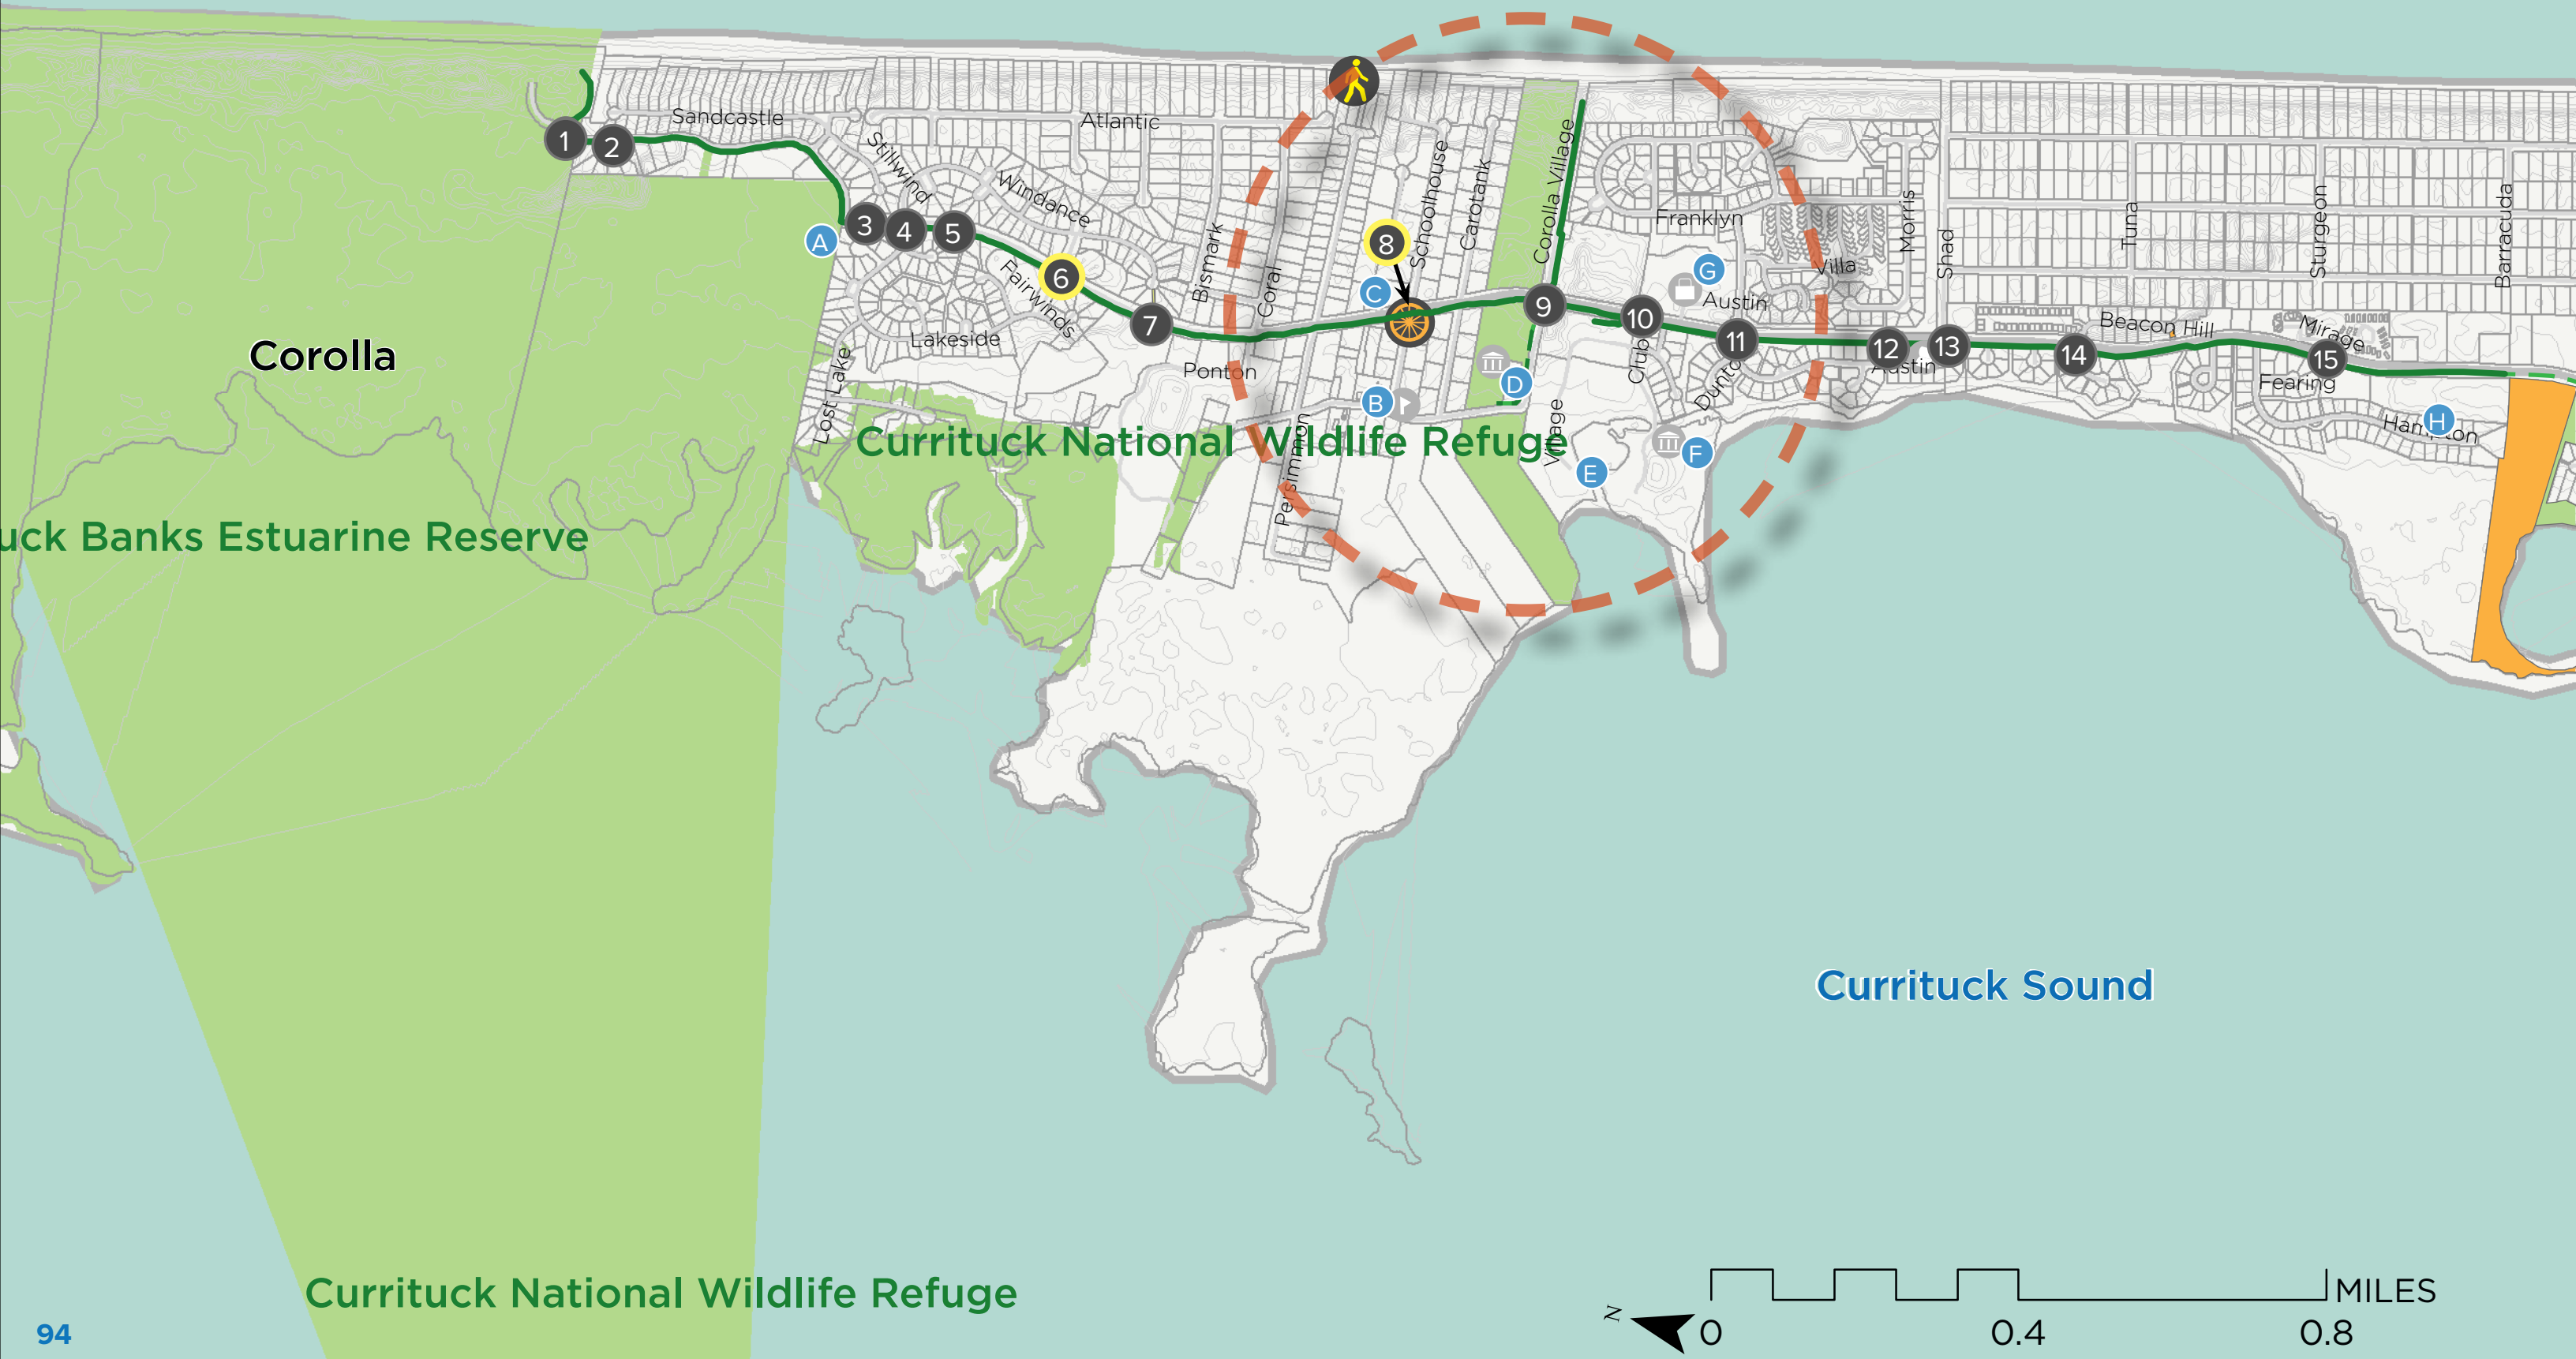 Sandcastle
Atlantic
1
2
Stillwind
Windance
Schoolhouse
Carotank
Corolla Village
Franklyn
Morris
Shad
Tuna
Sturgeon
Barracuda
A
3
4
5
6
7
Fairwinds
Bismark
Coral
8
C
9
G
Villa
Austin
10
11
12
13
14
15
Beacon Hill
Mirage
Austin
Fearing
Hampton
H
Corolla
Lakeside
Lost Lake
Ponton
Persimmon
B
D
Club
Village
E
F
Currituck National Wildlife Refuge
uck Banks Estuarine Reserve
Currituck Sound
Currituck National Wildlife Refuge
N
MILES
0
0.4
0.8
94